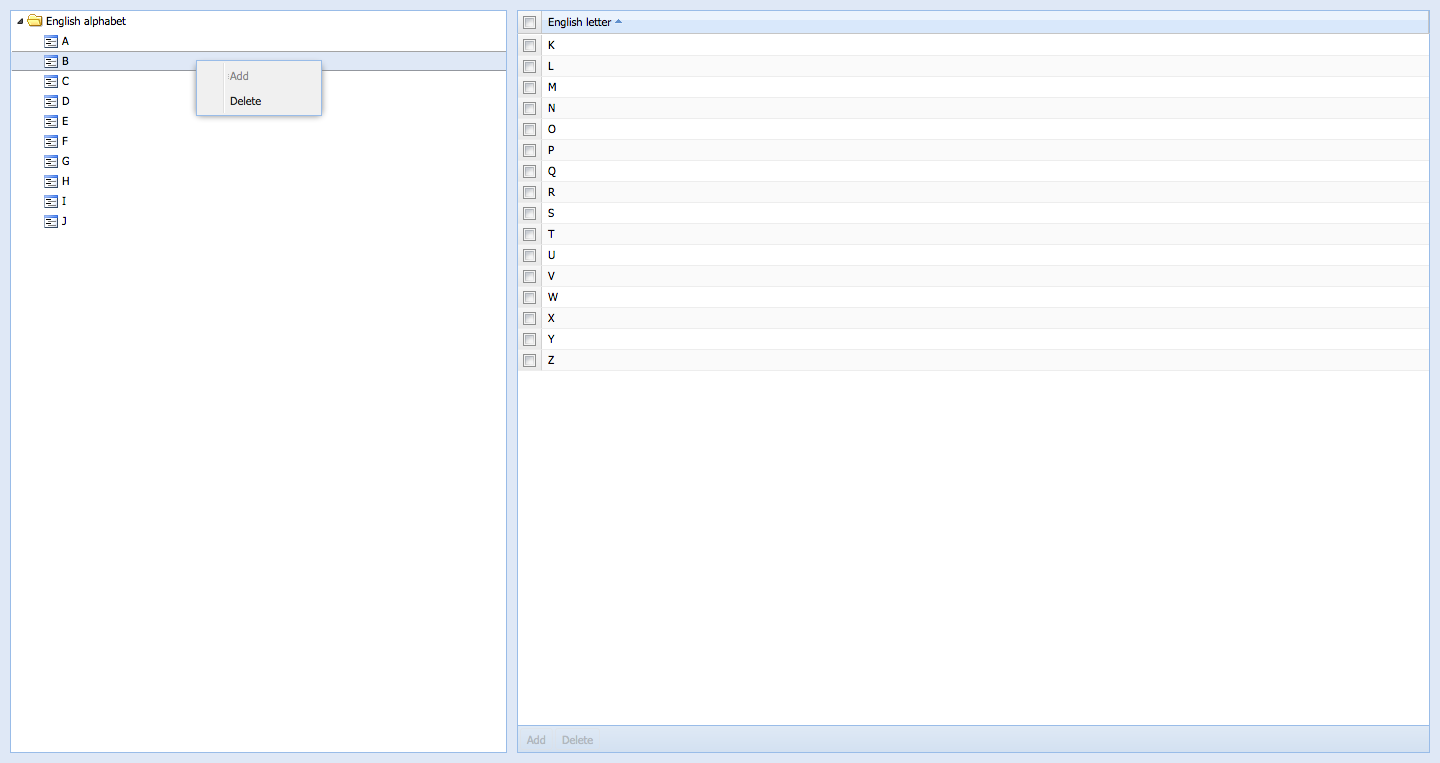 English alphabet
A
B
C
D
E
F
G
H
I
J
Add
Delete
English letter
K
L
M
N
O
P
Q
R
S
T
U
V
W
X
Y
Z
Add Delete